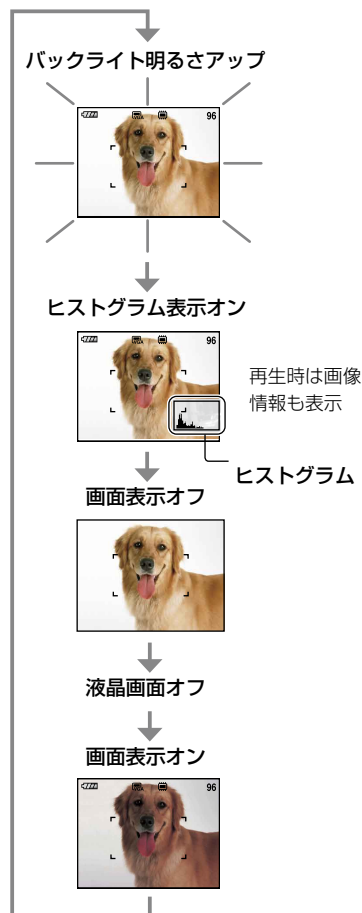 バックライト明るさアップ
96
ヒストグラム表示オン
96
再生時は画像
情報も表示
ヒストグラム
画面表示オフ
液晶画面オフ
画面表示オン
96